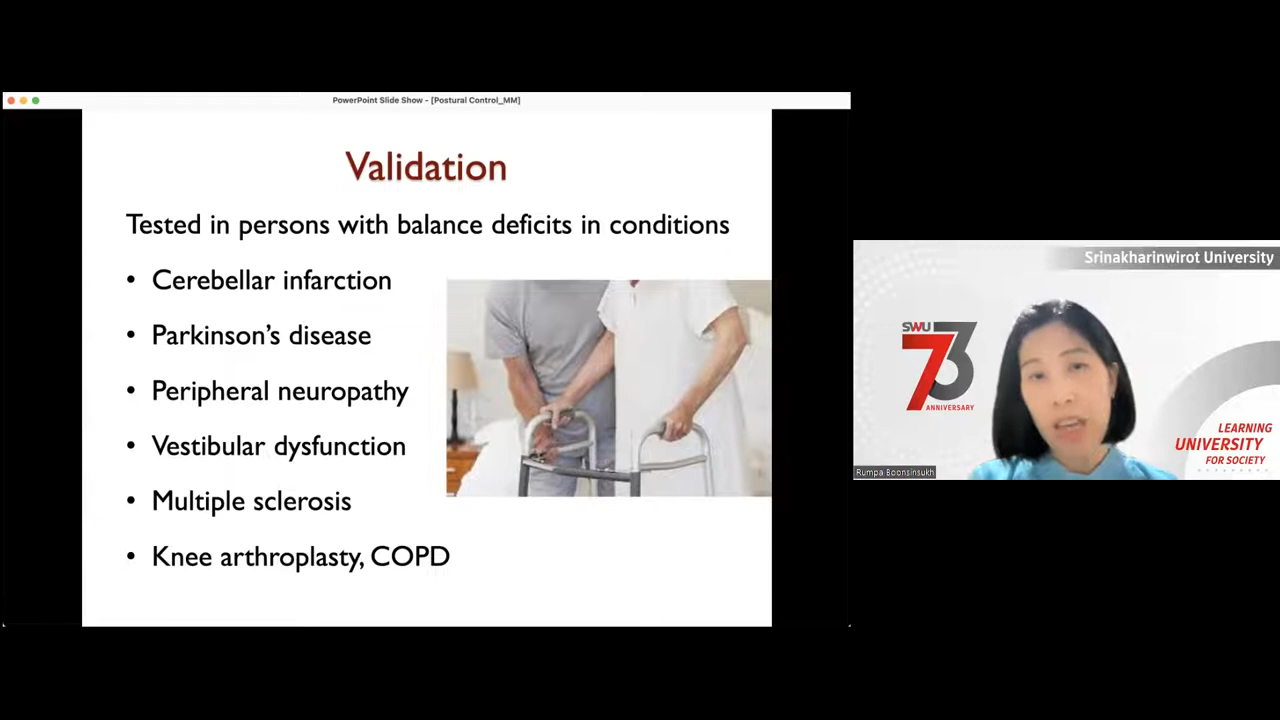 PowerPoint Slide Show - [Postural Control_MM]
Validation
Tested in persons with balance deficits in conditions
• Cerebellar infarction
• Parkinson's disease
• Peripheral neuropathy
• Vestibular dysfunction
• Multiple sclerosis
• Knee arthroplasty, COPD
Srinakharinwirot University
SWU
73
ANNIVERSARY
LEARNING
UNIVERSITY
FOR SOCIETY
Rumpa Boonsinsukh